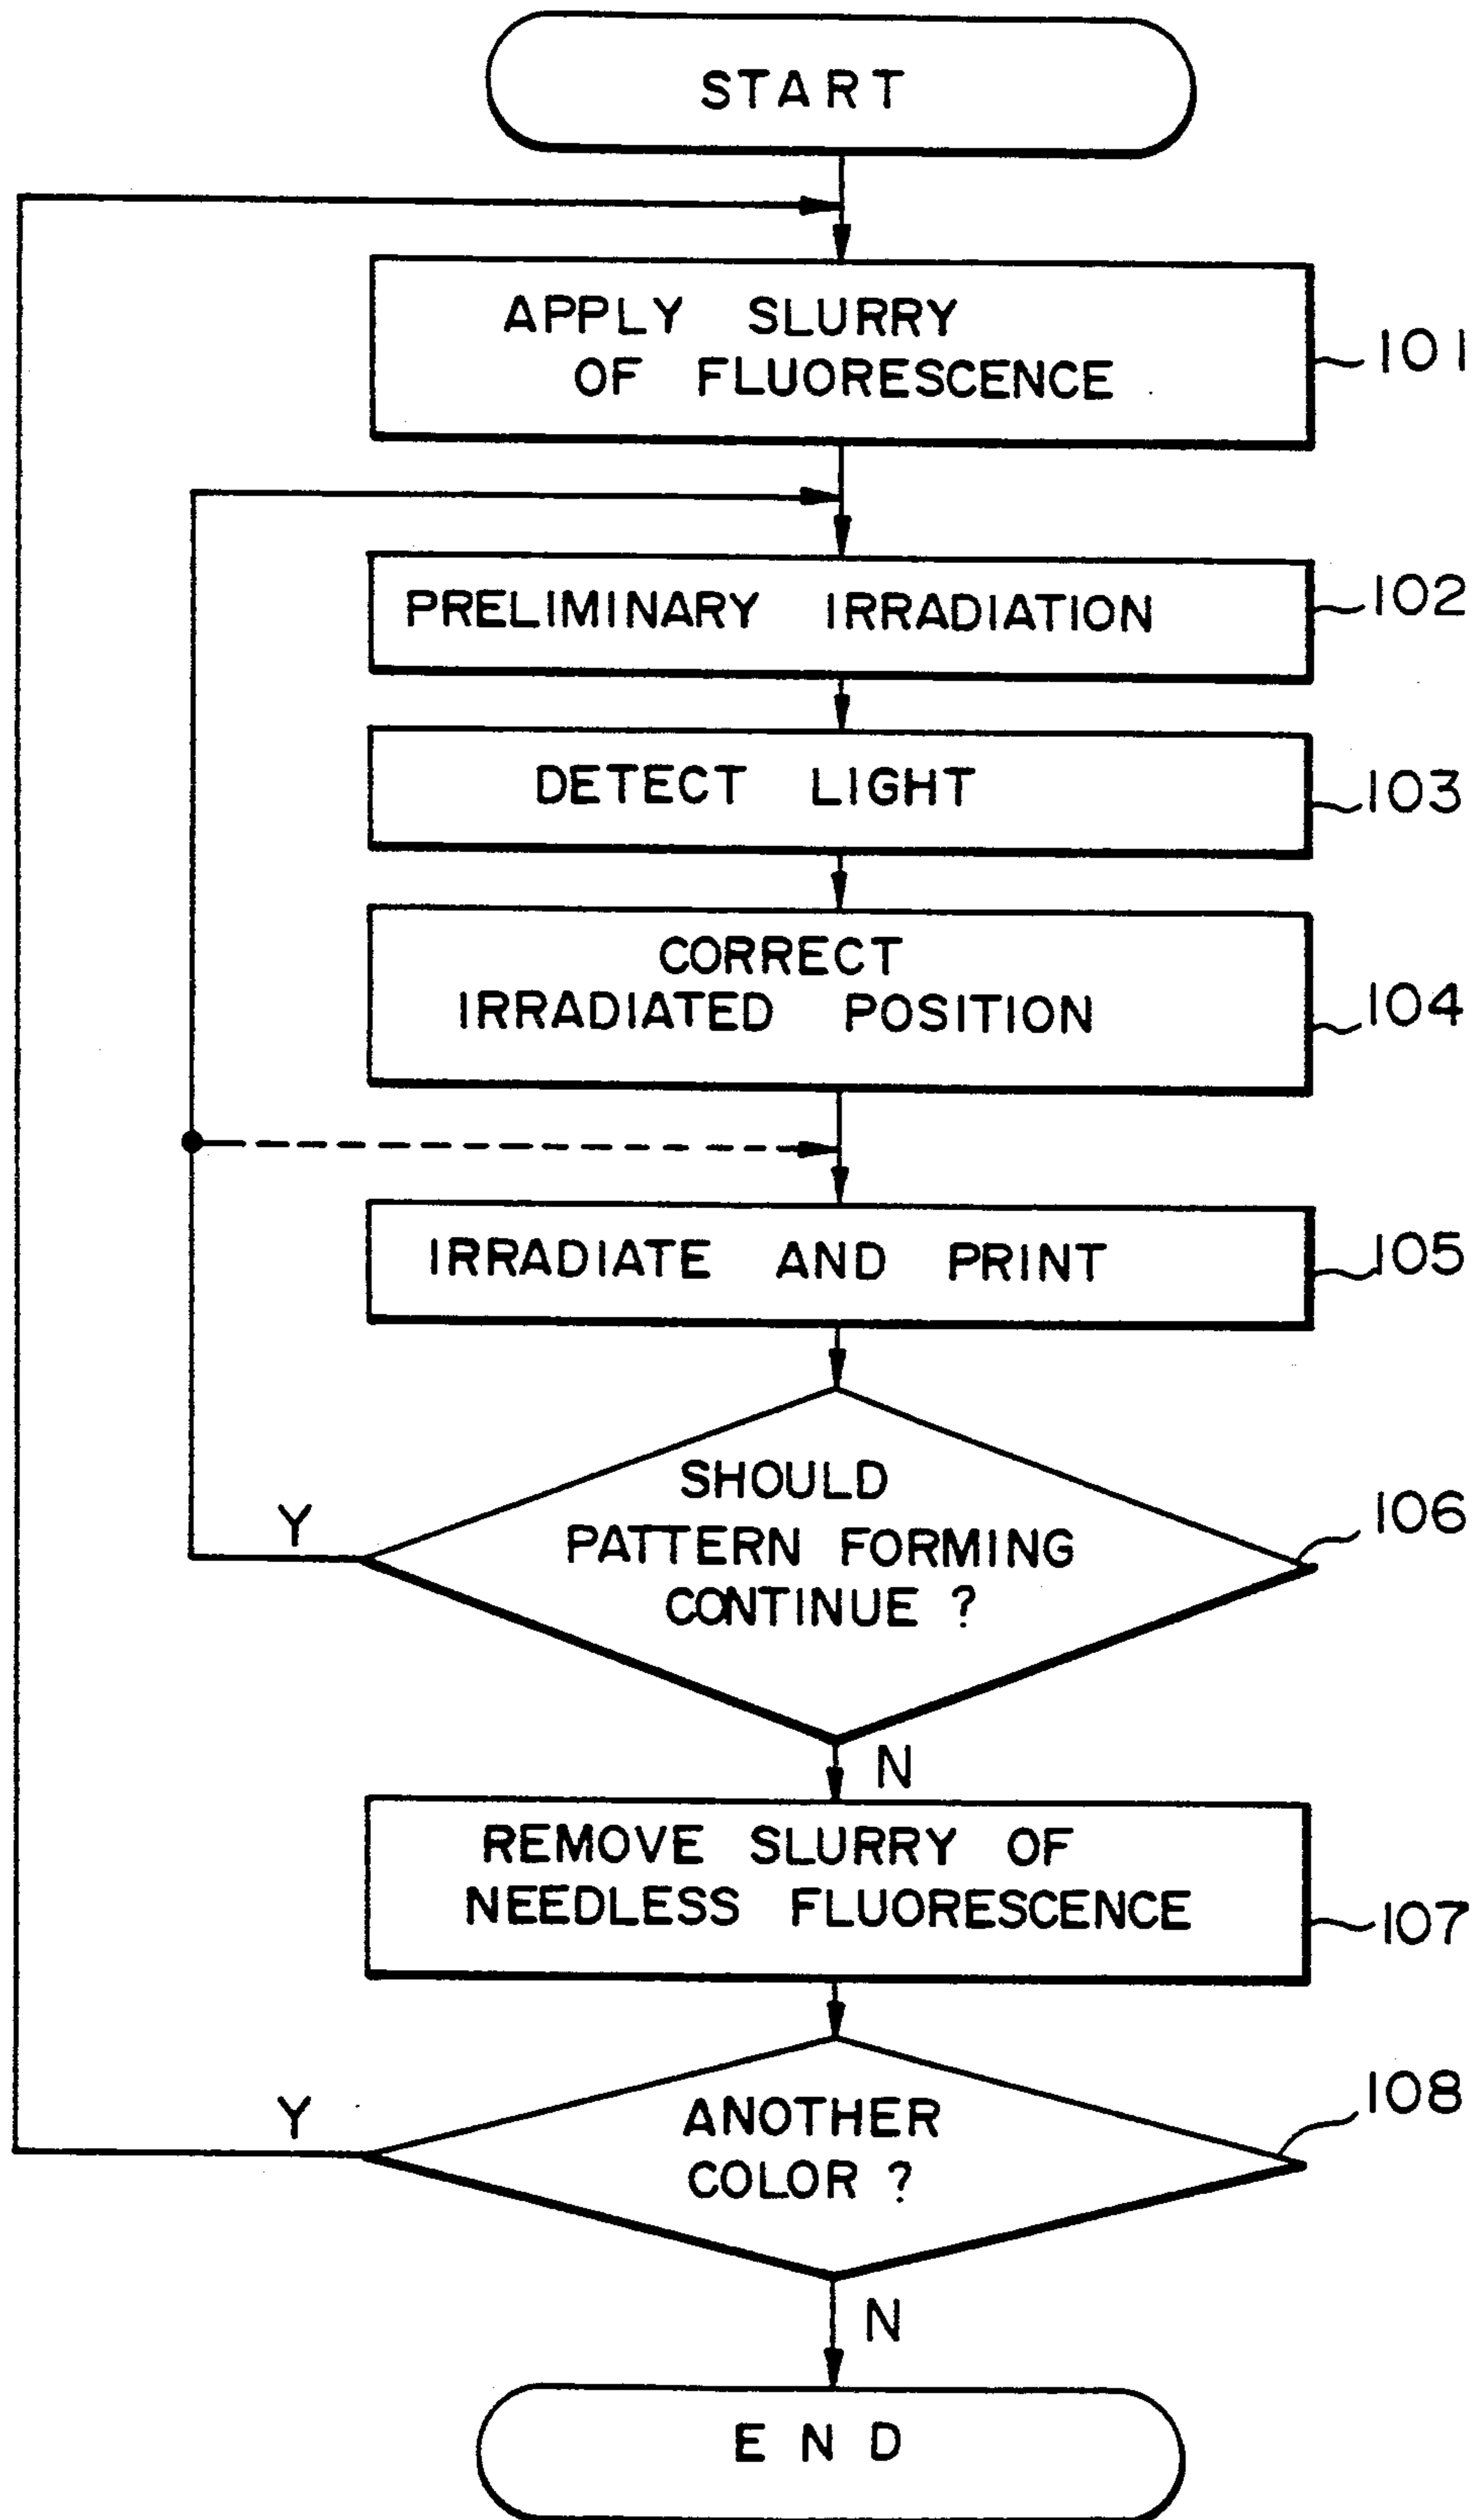 START
APPLY SLURRY
OF FLUORESCENCE
101
PRELIMINARY IRRADIATION
102
DETECT LIGHT
103
CORRECT
IRRADIATED POSITION
104
IRRADIATE AND PRINT
105
SHOULD
PATTERN FORMING
CONTINUE ?
106
Y
N
REMOVE SLURRY OF
NEEDLESS FLUORESCENCE
107
ANOTHER
COLOR ?
108
Y
N
END